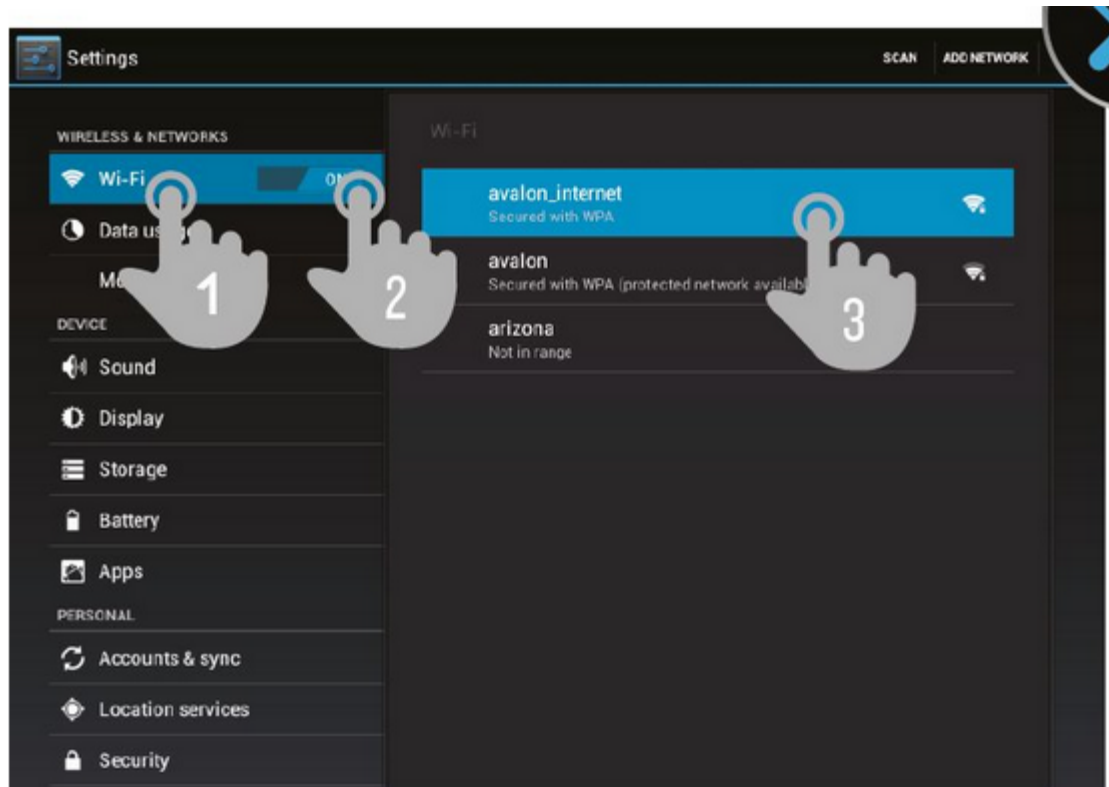 Settings
SCAN
ADD NETWORK
WIRELESS & NETWORKS
Wi-Fi
Wi-Fi
avalon_internet
Secured with WPA
Data
avalon
Secured with WPA (protected network
1
2
3
DEVICE
arizona
Not in range
Sound
Display
Storage
Battery
Apps
PERSONAL
Accounts & sync
Location services
Security